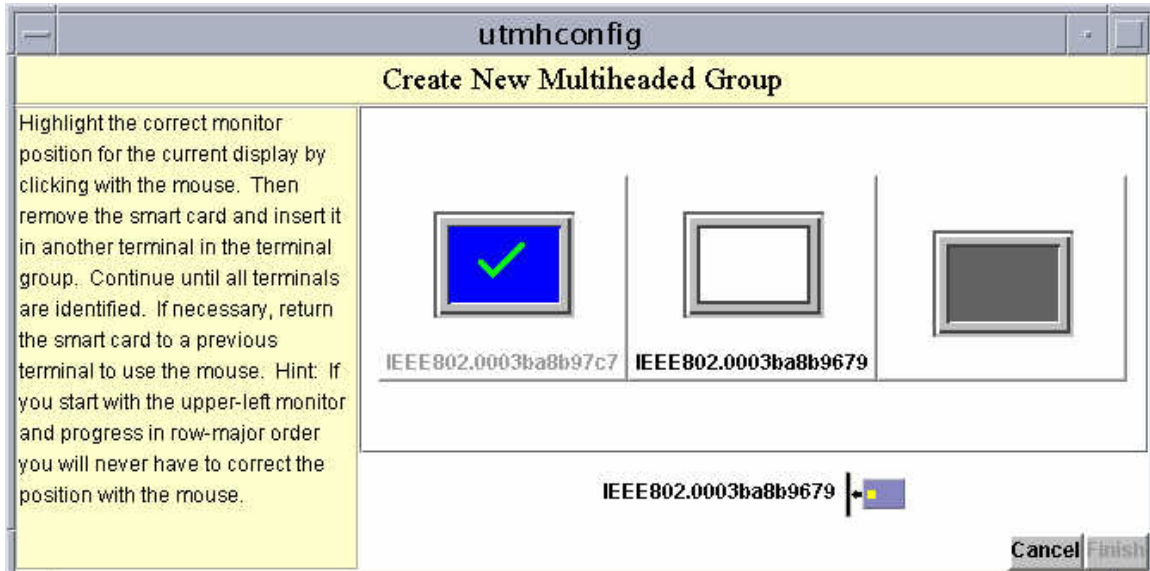 utmhconfig
Create New Multiheaded Group
Highlight the correct monitor
position for the current display by
clicking with the mouse. Then
remove the smart card and insert it
in another terminal in the terminal
group. Continue until all terminals
are identified. If necessary, return
the smart card to a previous
terminal to use the mouse. Hint: If
you start with the upper-left monitor
and progress in row-major order
you will never have to correct the
position with the mouse.
IEEE802.0003ba8b97c7
IEEE802.0003ba8b9679
IEEE802.0003ba8b9679
Cancel
Finish